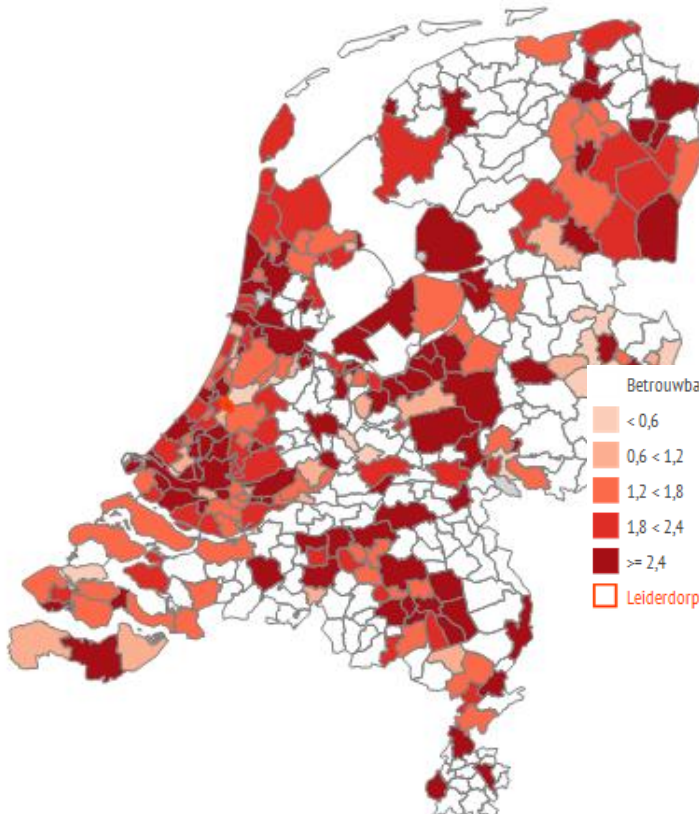 Betrouwba
< 0,6
0,6 < 1,2
1,2 < 1,8
1,8 < 2,4
>= 2,4
Leiderdorp